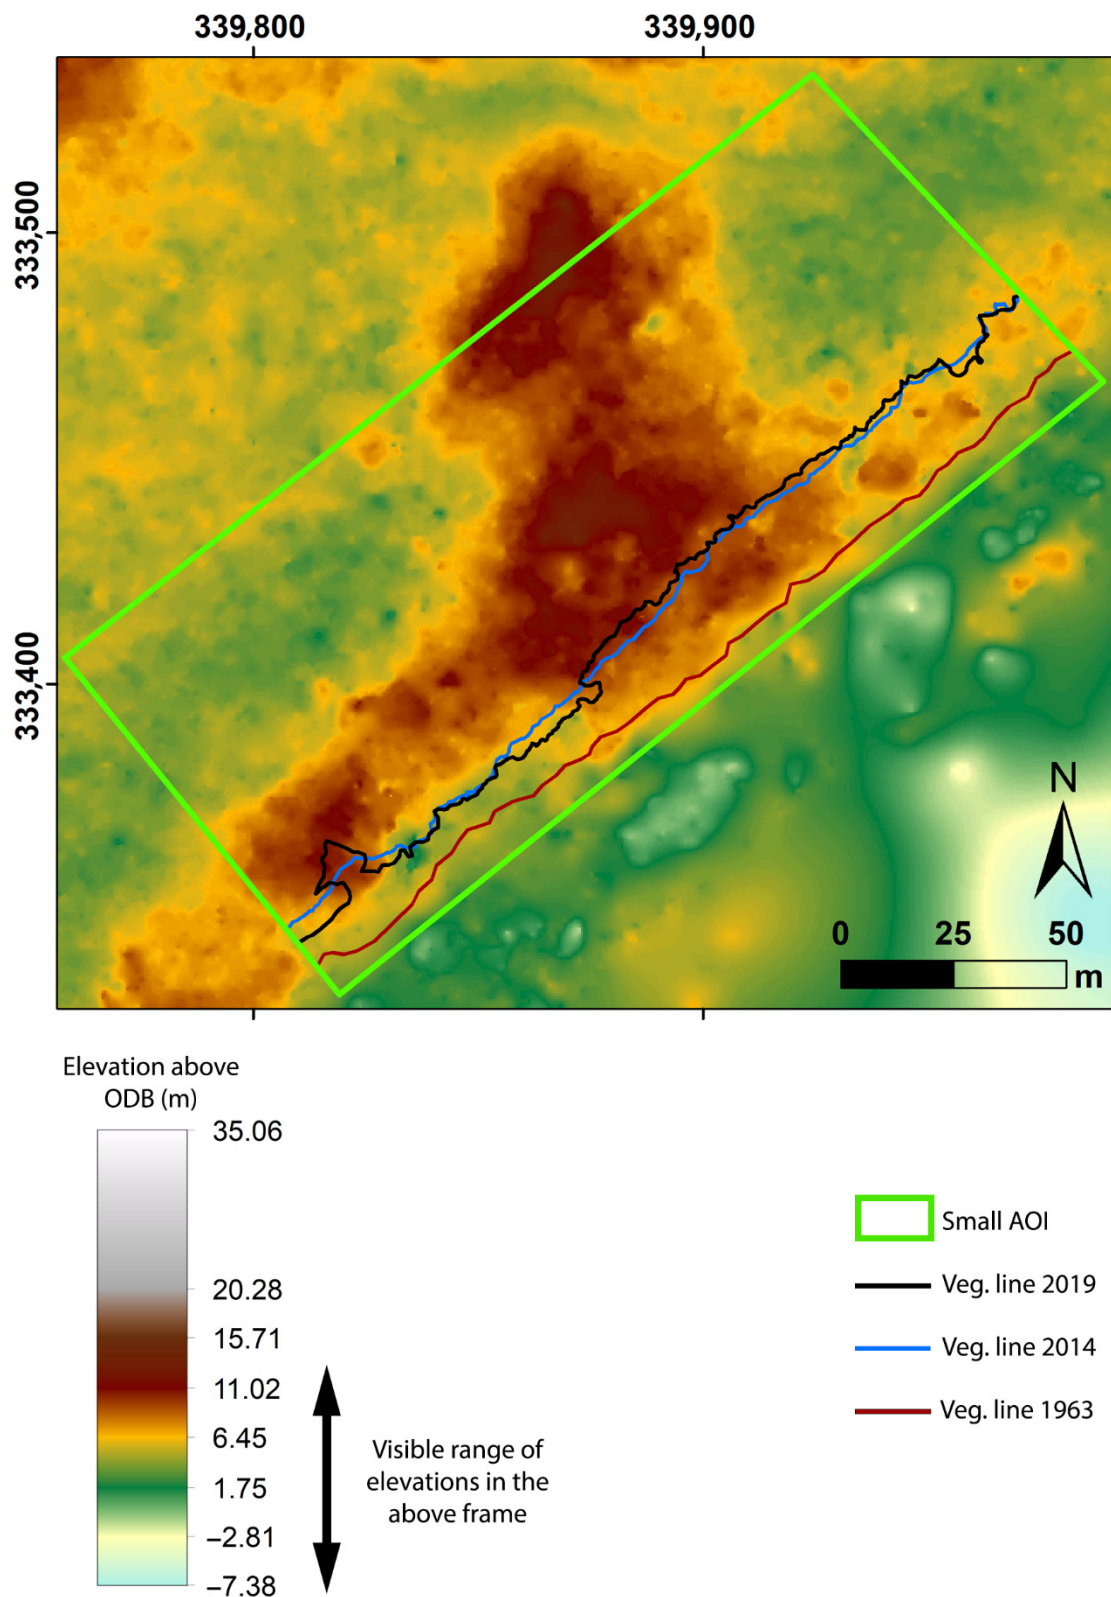 339,800
339,900
333,500
333,400
N
0 25 50
m
Elevation above
ODB (m)
35.06
20.28
15.71
11.02
6.45
1.75
−2.81
−7.38
Visible range of
elevations in the
above frame
Small AOI
Veg. line 2019
Veg. line 2014
Veg. line 1963